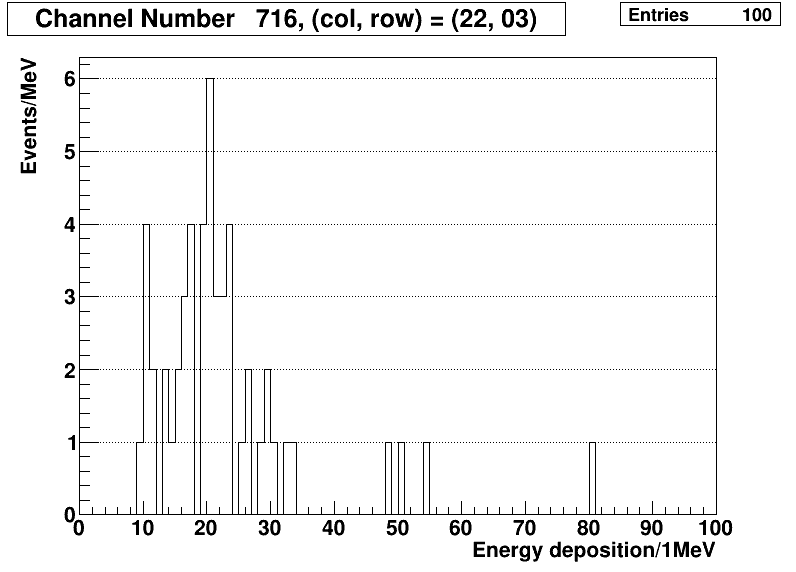 Channel Number 716, (col, row) = (22, 03)
Entries 100
Events/MeV
6
5
4
3
2
1
0
0 10 20 30 40 50 60 70 80 90 100
Energy deposition/1MeV